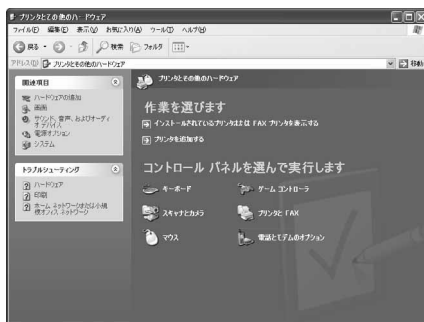 プリンタとその他のハードウェア
ファイル(F) 編集(E) 表示(V) お気に入り(A) ツール(T) ヘルプ(H)
戻る 検索 フォルダ
アドレス(D) プリンタとその他のハードウェア 移動
関連項目
ハードウェアの追加
画面
サウンド、音声、およびオーディオ デバイス
電源オプション
システム
トラブルシューティング
ハードウェア
印刷
ホーム ネットワークまたは小規模オフィス ネットワーク
プリンタとその他のハードウェア
作業を選びます
インストールされているプリンタまたは FAX プリンタを表示する
プリンタを追加する
コントロール パネルを選んで実行します
キーボード ゲーム コントローラ
スキャナとカメラ プリンタと FAX
マウス 電話とモデムのオプション